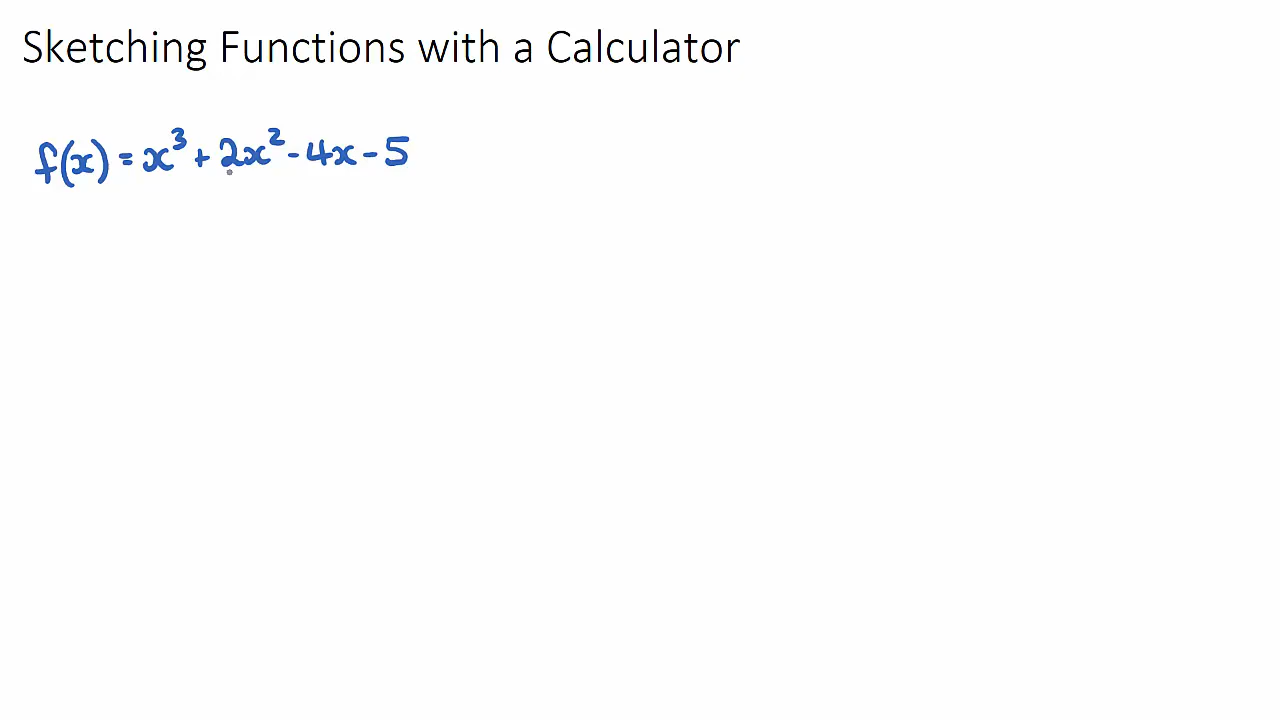 Sketching Functions with a Calculator
f(x) = x³ + 2x² - 4x - 5